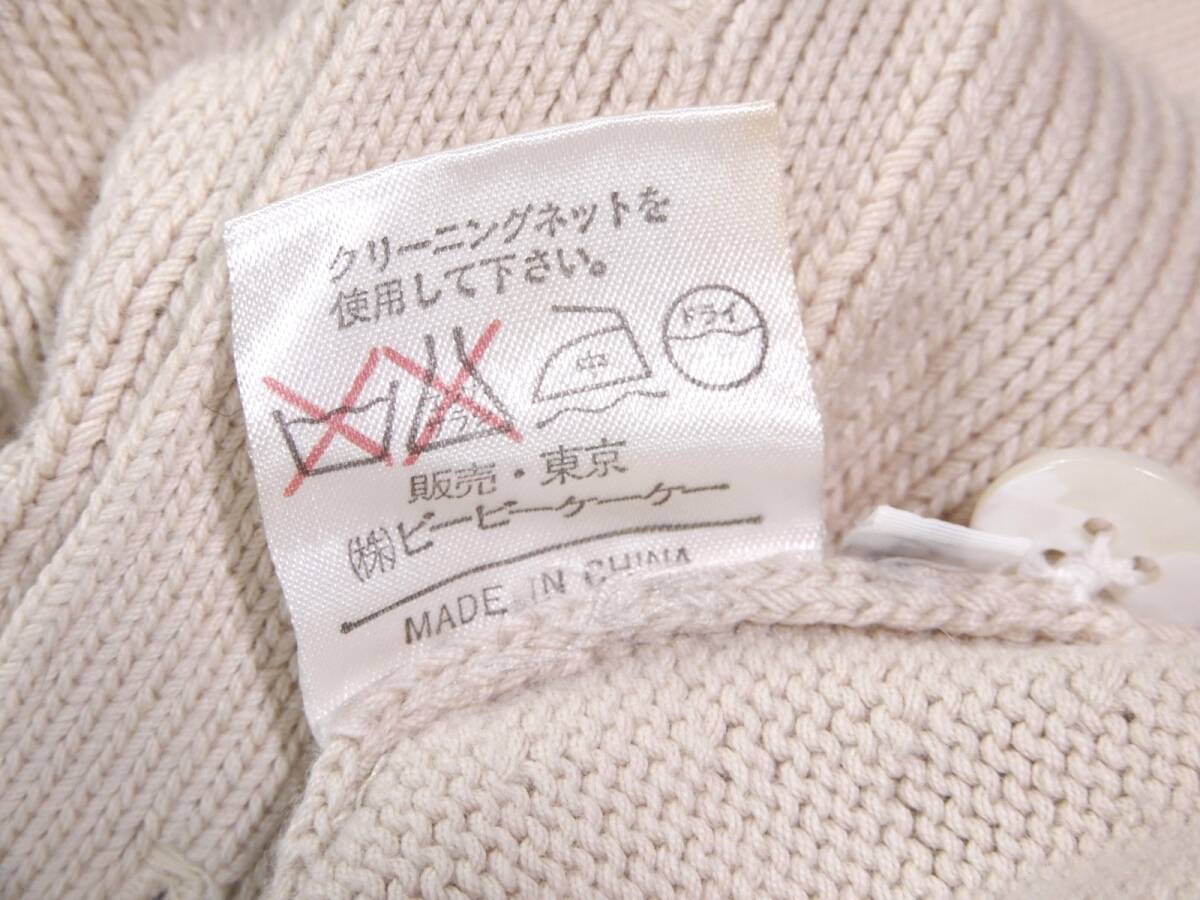 クリーニングネットを
使用して下さい。
中 ドライ
販売・東京
(株)ビービーケーケー
MADE IN CHINA